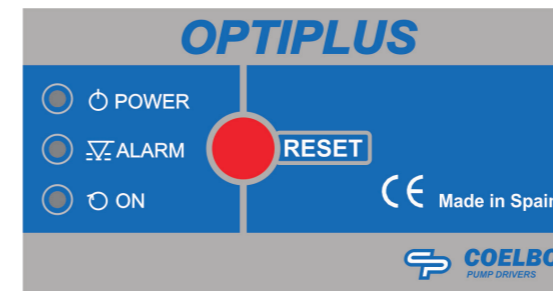 OPTIPLUS
POWER
ALARM
RESET
ON
CE Made in Spain
COELBO
PUMP DRIVERS